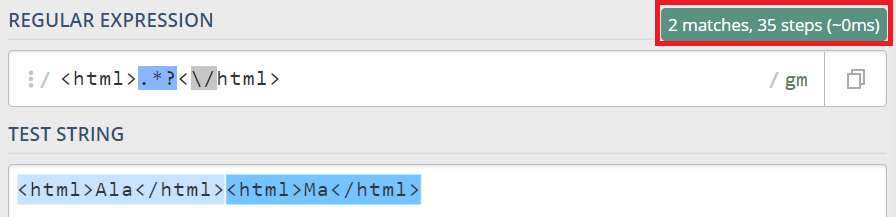 REGULAR EXPRESSION
2 matches, 35 steps (~0ms)
/ <html>.*?<\/html>
/ gm
TEST STRING
<html>Ala</html><html>Ma</html>